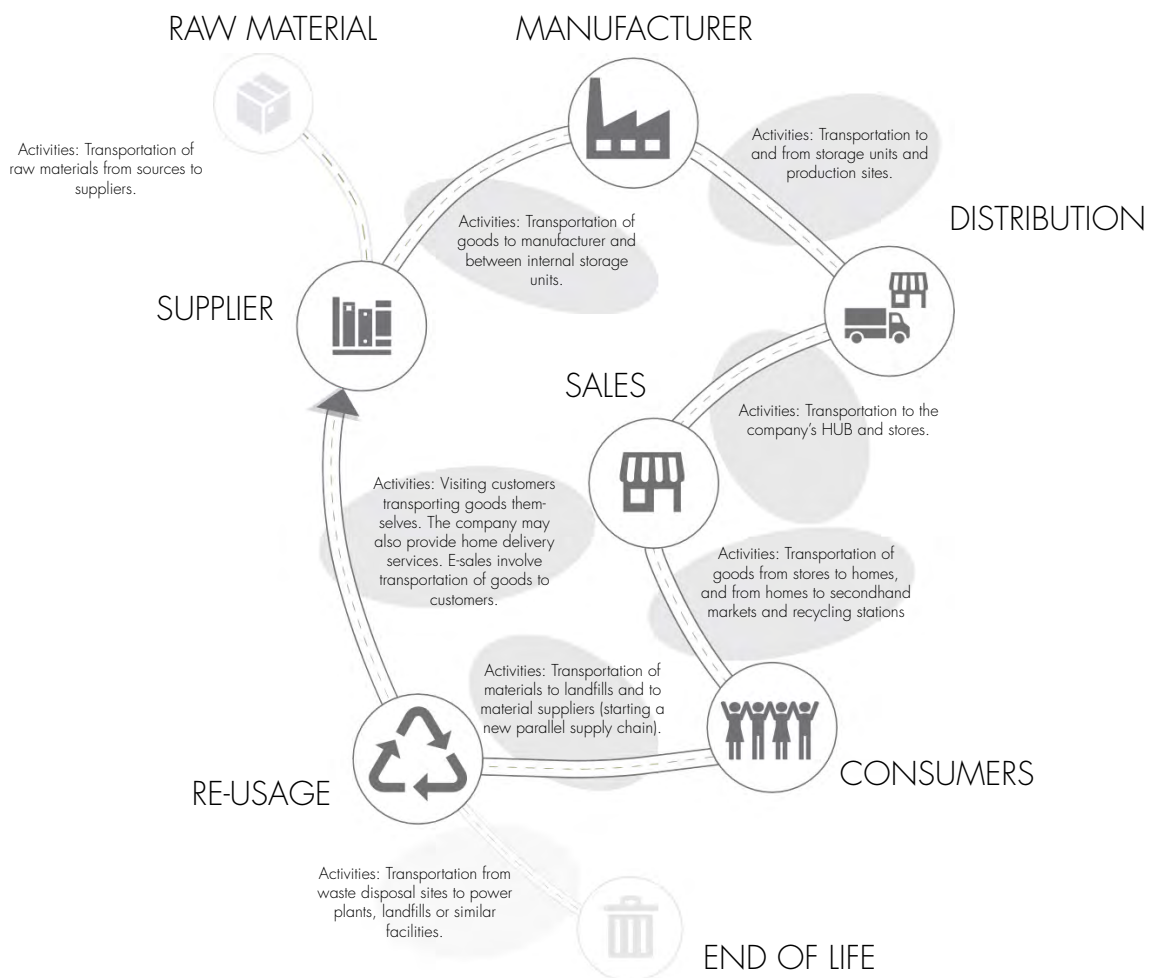 RAW MATERIAL
MANUFACTURER
Activities: Transportation of
raw materials from sources to
suppliers.
Activities: Transportation to
and from storage units and
production sites.
DISTRIBUTION
Activities: Transportation of
goods to manufacturer and
between internal storage
units.
SUPPLIER
SALES
Activities: Transportation to the
company’s HUB and stores.
Activities: Visiting customers
transporting goods them-
selves. The company may
also provide home delivery
services. E-sales involve
transportation of goods to
customers.
Activities: Transportation of
goods from stores to homes,
and from homes to secondhand
markets and recycling stations
Activities: Transportation of
materials to landfills and to
material suppliers (starting a
new parallel supply chain).
CONSUMERS
RE-USAGE
Activities: Transportation from
waste disposal sites to power
plants, landfills or similar
facilities.
END OF LIFE